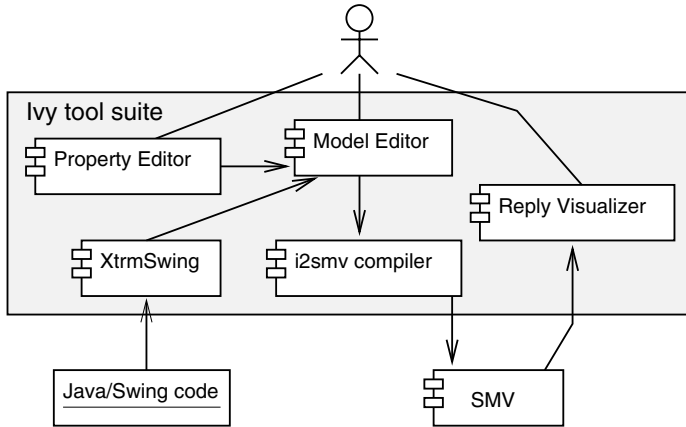 Ivy tool suite
Model Editor
Property Editor
Reply Visualizer
XtrmSwing
i2smv compiler
Java/Swing code
SMV